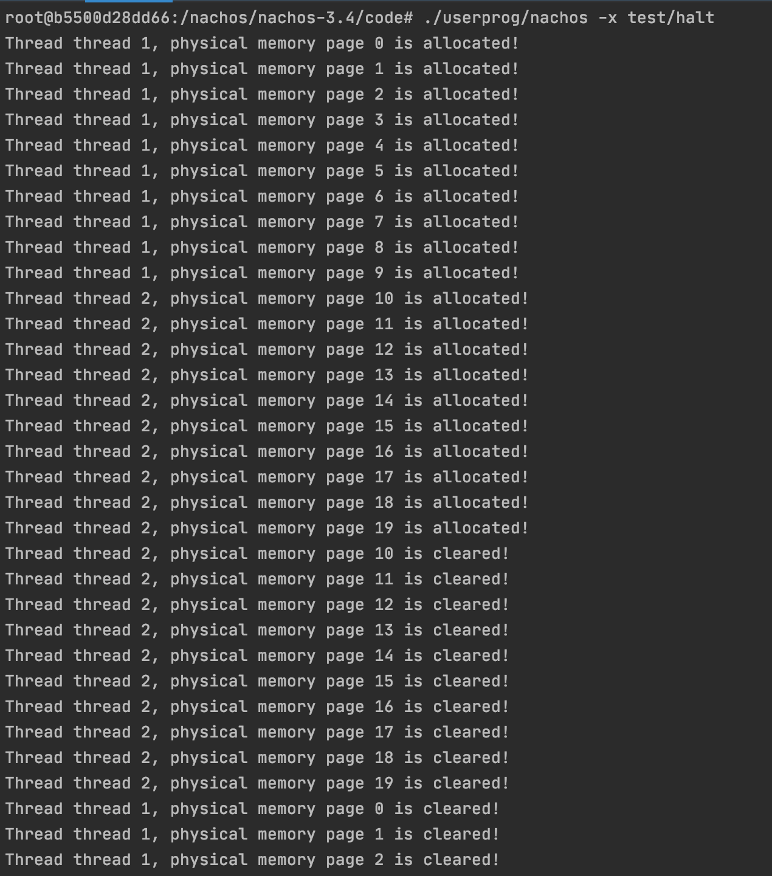 root@b5500d28dd66:/nachos/nachos-3.4/code# ./userprog/nachos -x test/halt
Thread thread 1, physical memory page 0 is allocated!
Thread thread 1, physical memory page 1 is allocated!
Thread thread 1, physical memory page 2 is allocated!
Thread thread 1, physical memory page 3 is allocated!
Thread thread 1, physical memory page 4 is allocated!
Thread thread 1, physical memory page 5 is allocated!
Thread thread 1, physical memory page 6 is allocated!
Thread thread 1, physical memory page 7 is allocated!
Thread thread 1, physical memory page 8 is allocated!
Thread thread 1, physical memory page 9 is allocated!
Thread thread 2, physical memory page 10 is allocated!
Thread thread 2, physical memory page 11 is allocated!
Thread thread 2, physical memory page 12 is allocated!
Thread thread 2, physical memory page 13 is allocated!
Thread thread 2, physical memory page 14 is allocated!
Thread thread 2, physical memory page 15 is allocated!
Thread thread 2, physical memory page 16 is allocated!
Thread thread 2, physical memory page 17 is allocated!
Thread thread 2, physical memory page 18 is allocated!
Thread thread 2, physical memory page 19 is allocated!
Thread thread 2, physical memory page 10 is cleared!
Thread thread 2, physical memory page 11 is cleared!
Thread thread 2, physical memory page 12 is cleared!
Thread thread 2, physical memory page 13 is cleared!
Thread thread 2, physical memory page 14 is cleared!
Thread thread 2, physical memory page 15 is cleared!
Thread thread 2, physical memory page 16 is cleared!
Thread thread 2, physical memory page 17 is cleared!
Thread thread 2, physical memory page 18 is cleared!
Thread thread 2, physical memory page 19 is cleared!
Thread thread 1, physical memory page 0 is cleared!
Thread thread 1, physical memory page 1 is cleared!
Thread thread 1, physical memory page 2 is cleared!